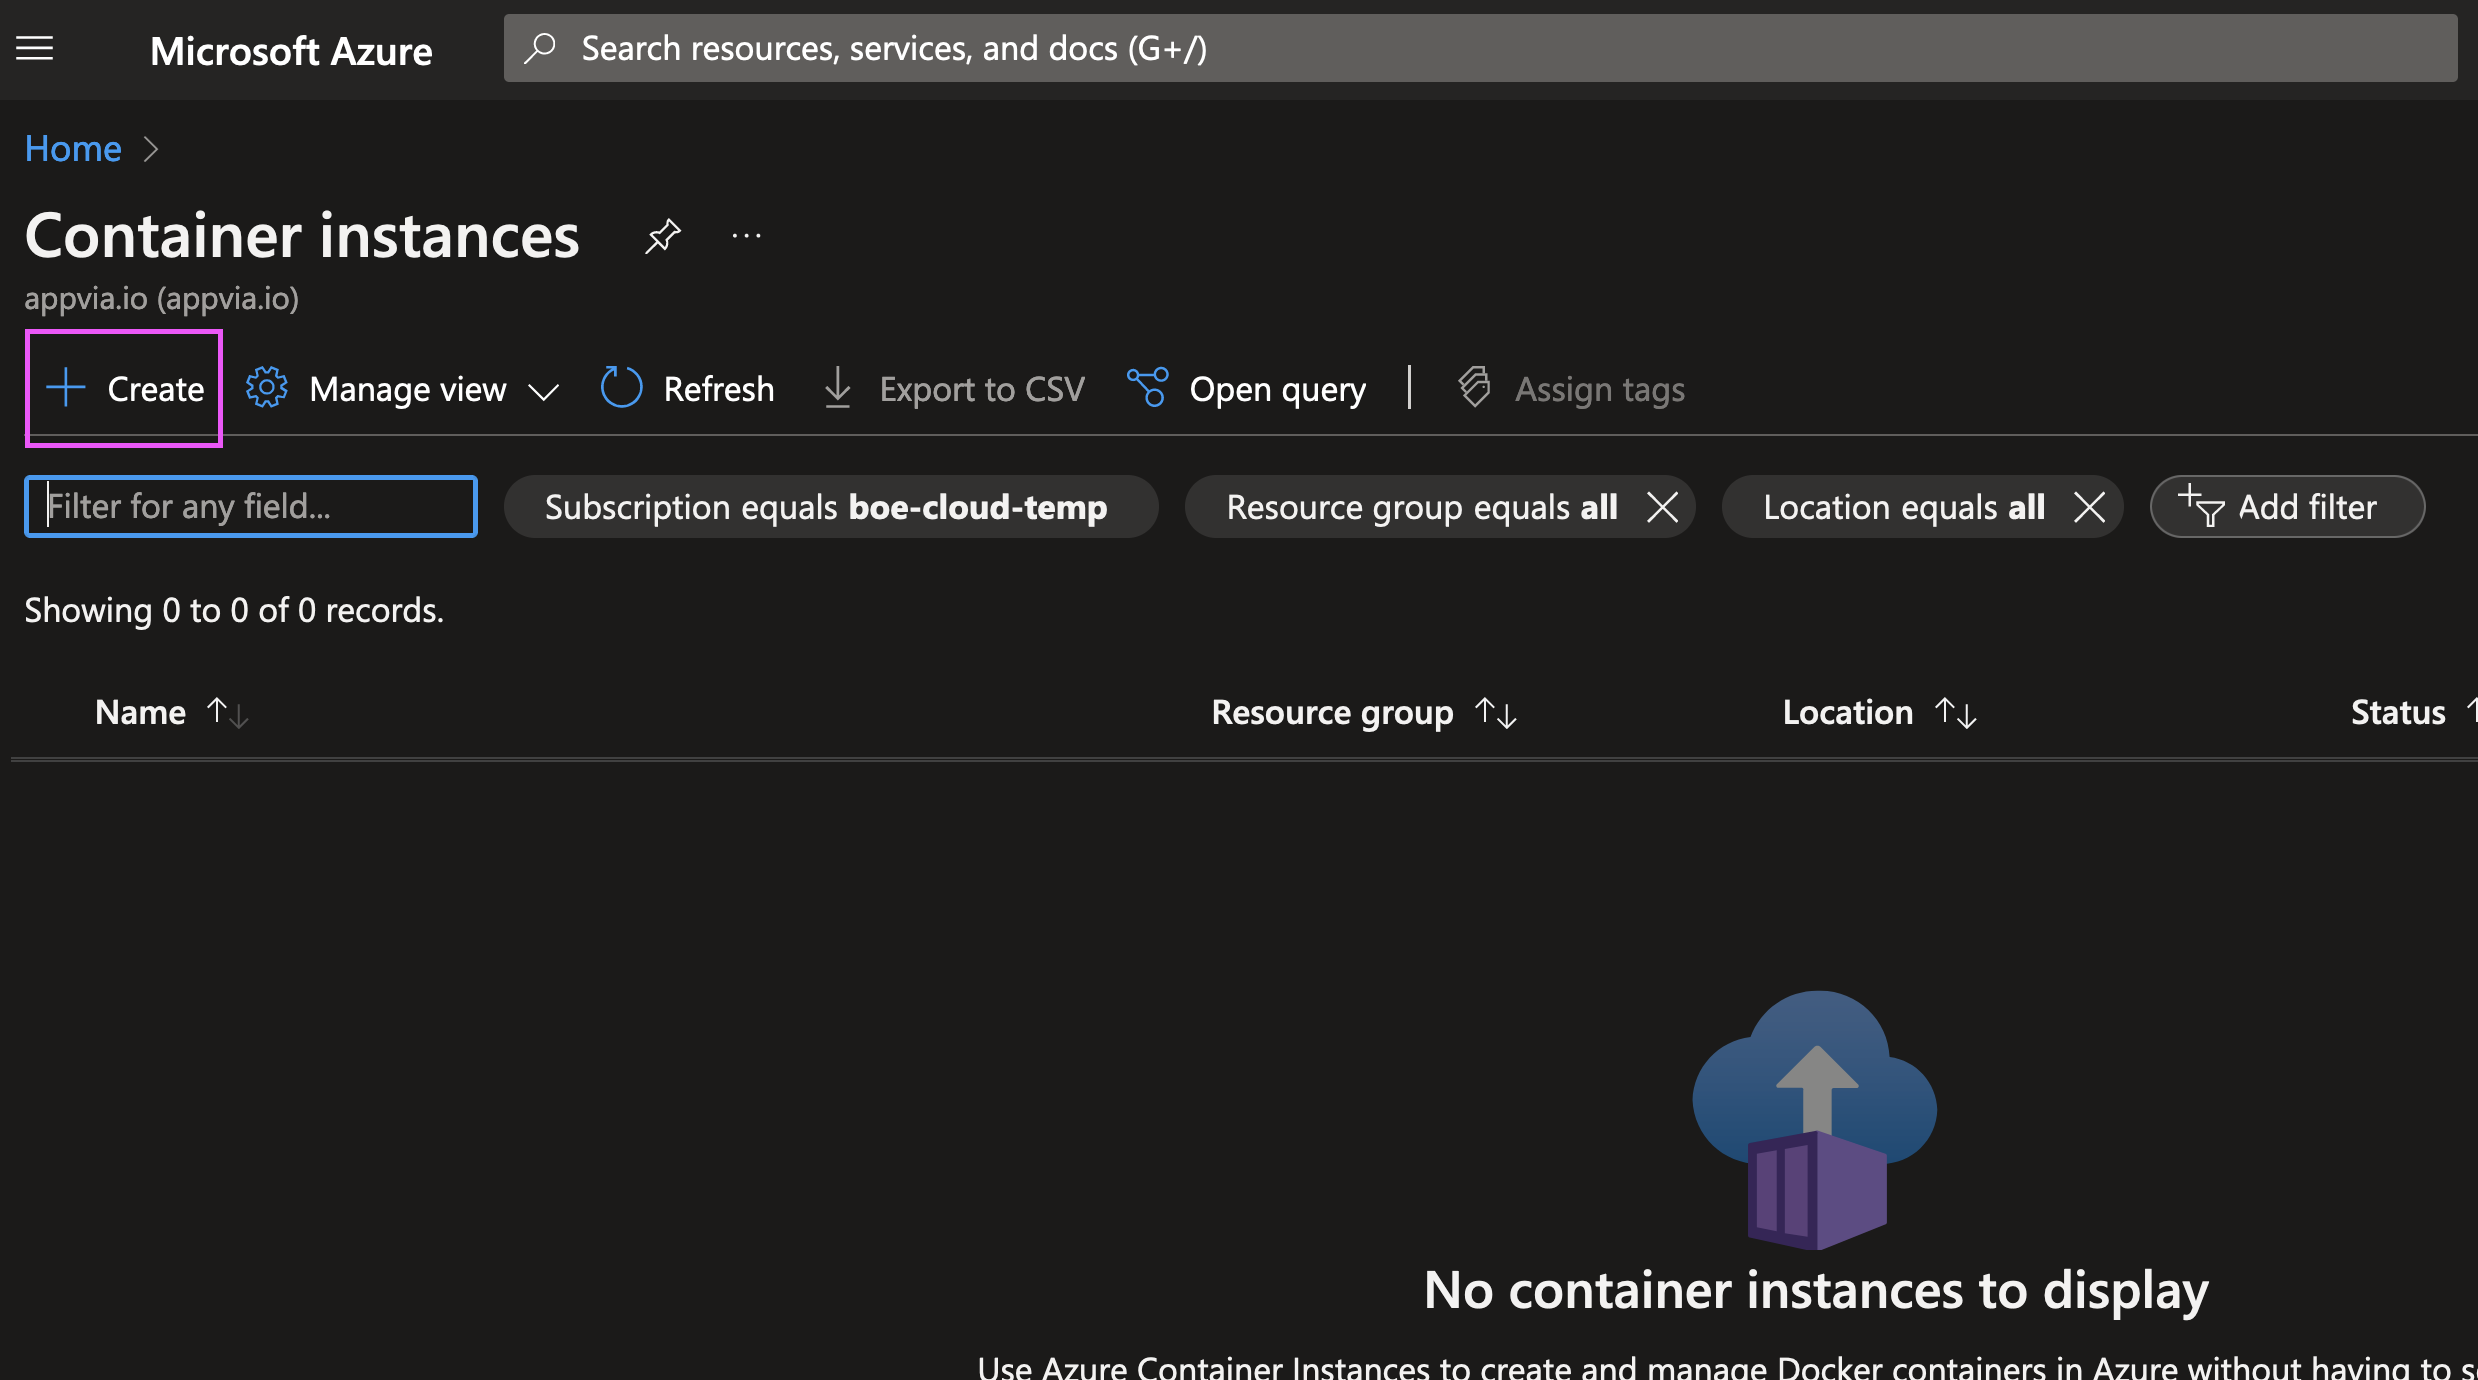 Microsoft Azure
Search resources, services, and docs (G+/)
Home
Container instances
appvia.io (appvia.io)
Create Manage view Refresh Export to CSV Open query Assign tags
Filter for any field... Subscription equals boe-cloud-temp Resource group equals all Location equals all Add filter
Showing 0 to 0 of 0 records.
Name Resource group Location Status
No container instances to display
Use Azure Container Instances to create and manage Docker containers in Azure without having to